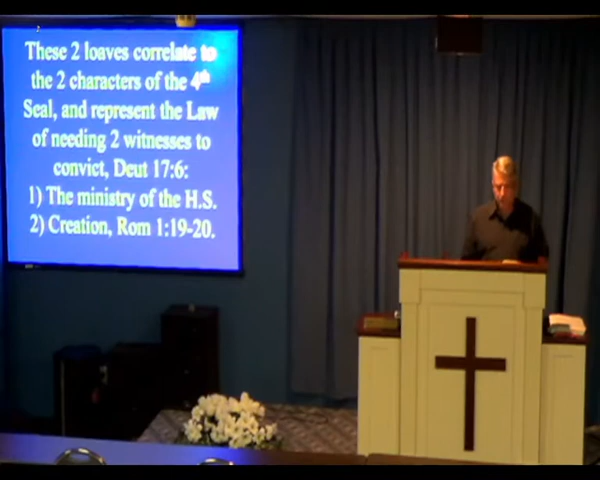 These 2 loaves correlate to
the 2 characters of the 4th
Seal, and represent the Law
of needing 2 witnesses to
convict, Deut 17:6:
1) The ministry of the H.S.
2) Creation, Rom 1:19-20.